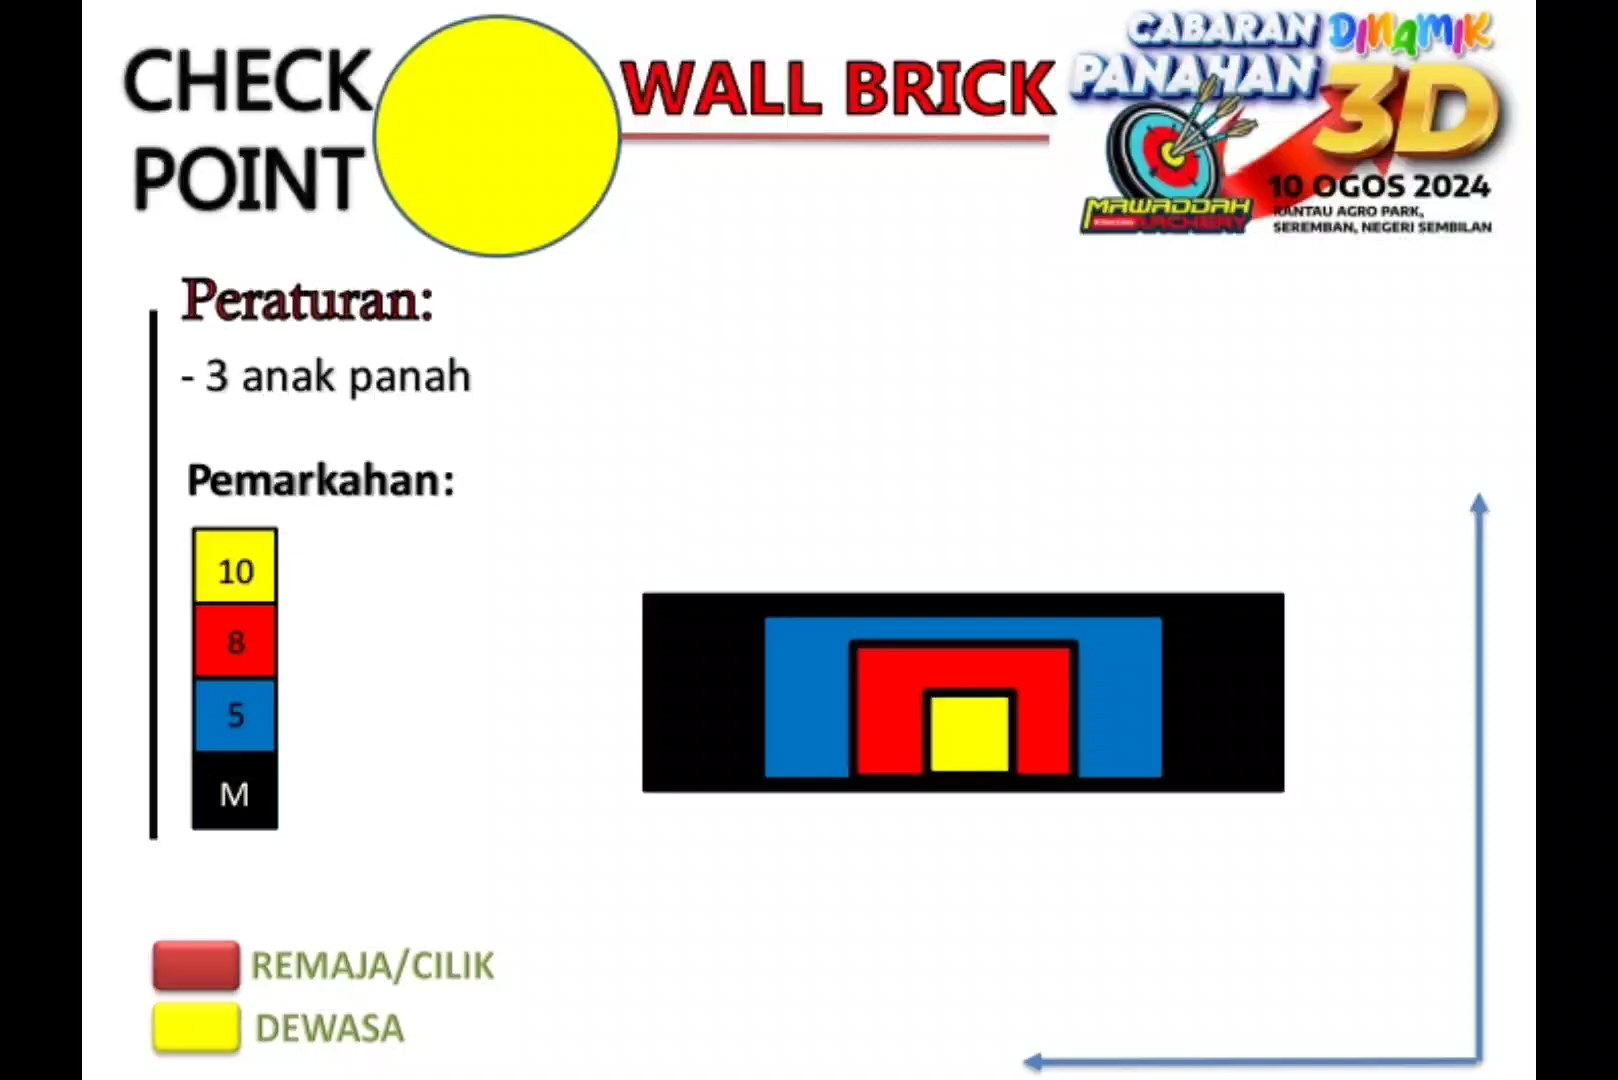 CHECK
POINT
WALL BRICK
CABARAN DINAMIK
PANAHAN 3D
MAWADDAH
ARCHERY
10 OGOS 2024
RANTAU AGRO PARK,
SEREMBAN, NEGERI SEMBILAN
Peraturan:
- 3 anak panah
Pemarkahan:
10
8
5
M
REMAJA/CILIK
DEWASA